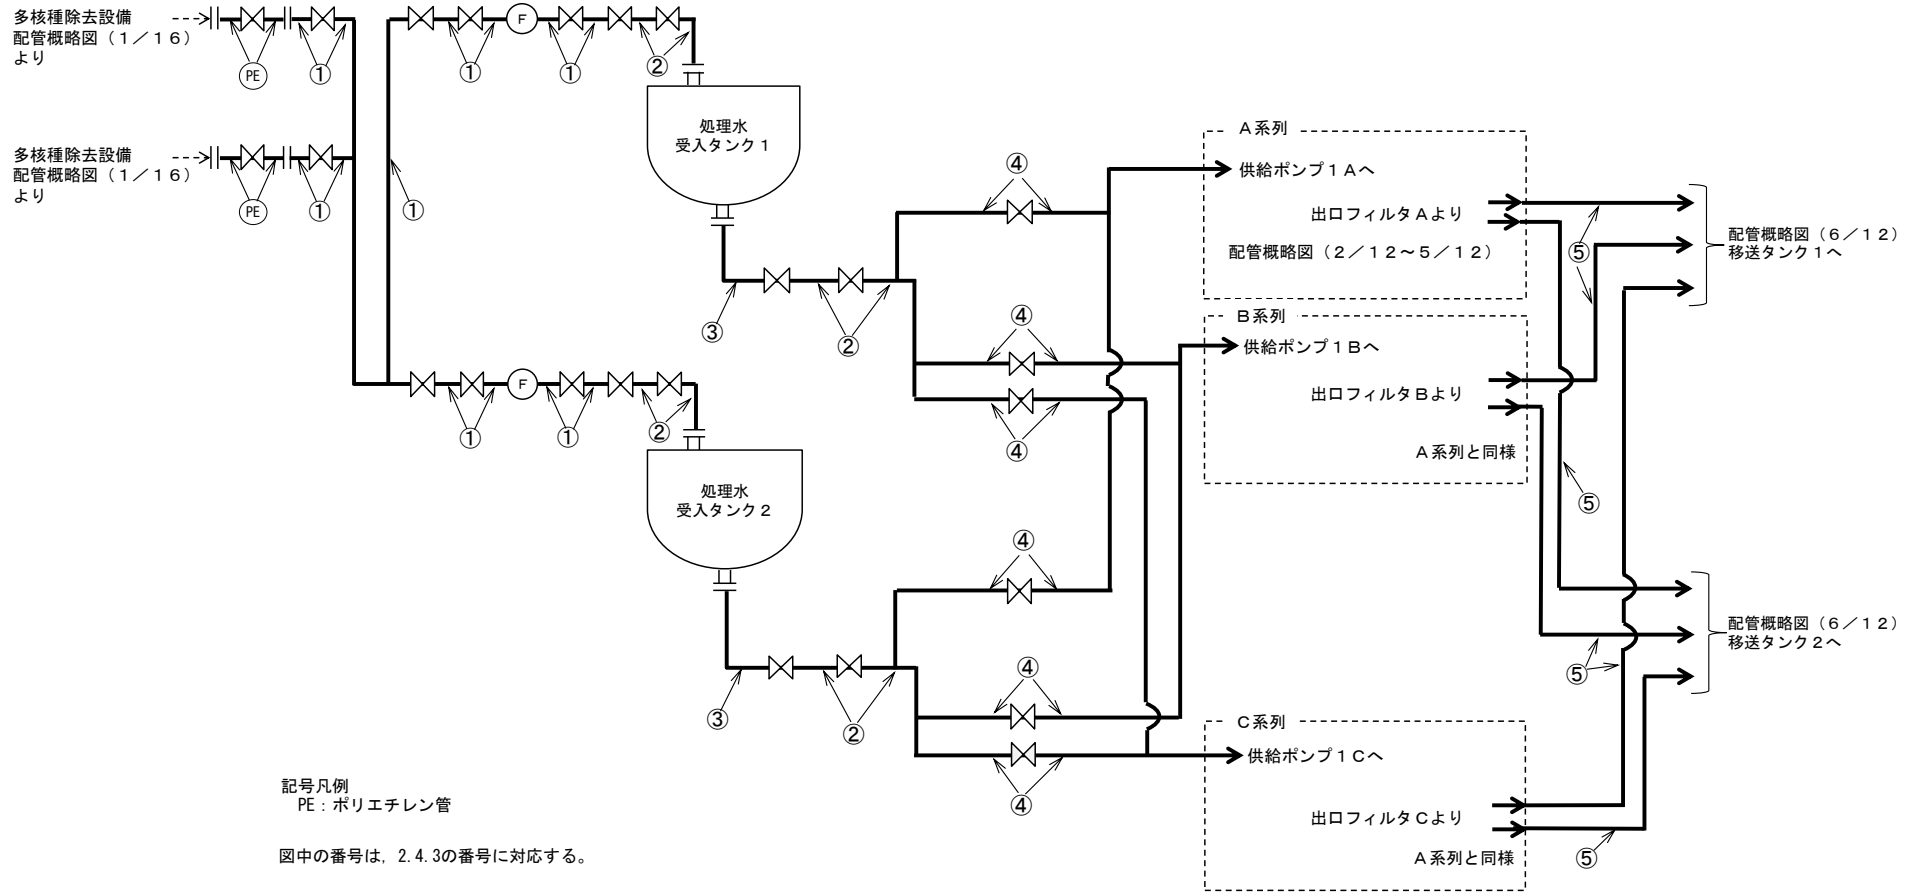 多核種除去設備
配管概略図（１／１６）
より
PE
①
①
F
①
②
処理水
受入タンク１
多核種除去設備
配管概略図（１／１６）
より
PE
①
①
③
②
④
④
④
Ａ系列
供給ポンプ１Ａへ
出口フィルタＡより
配管概略図（２／１２～５／１２）
⑤
配管概略図（６／１２）
移送タンク１へ
Ｂ系列
供給ポンプ１Ｂへ
出口フィルタＢより
Ａ系列と同様
⑤
①
F
①
②
処理水
受入タンク２
③
②
④
④
④
⑤
配管概略図（６／１２）
移送タンク２へ
Ｃ系列
供給ポンプ１Ｃへ
出口フィルタＣより
Ａ系列と同様
⑤
記号凡例
PE：ポリエチレン管
図中の番号は，2.4.3の番号に対応する。